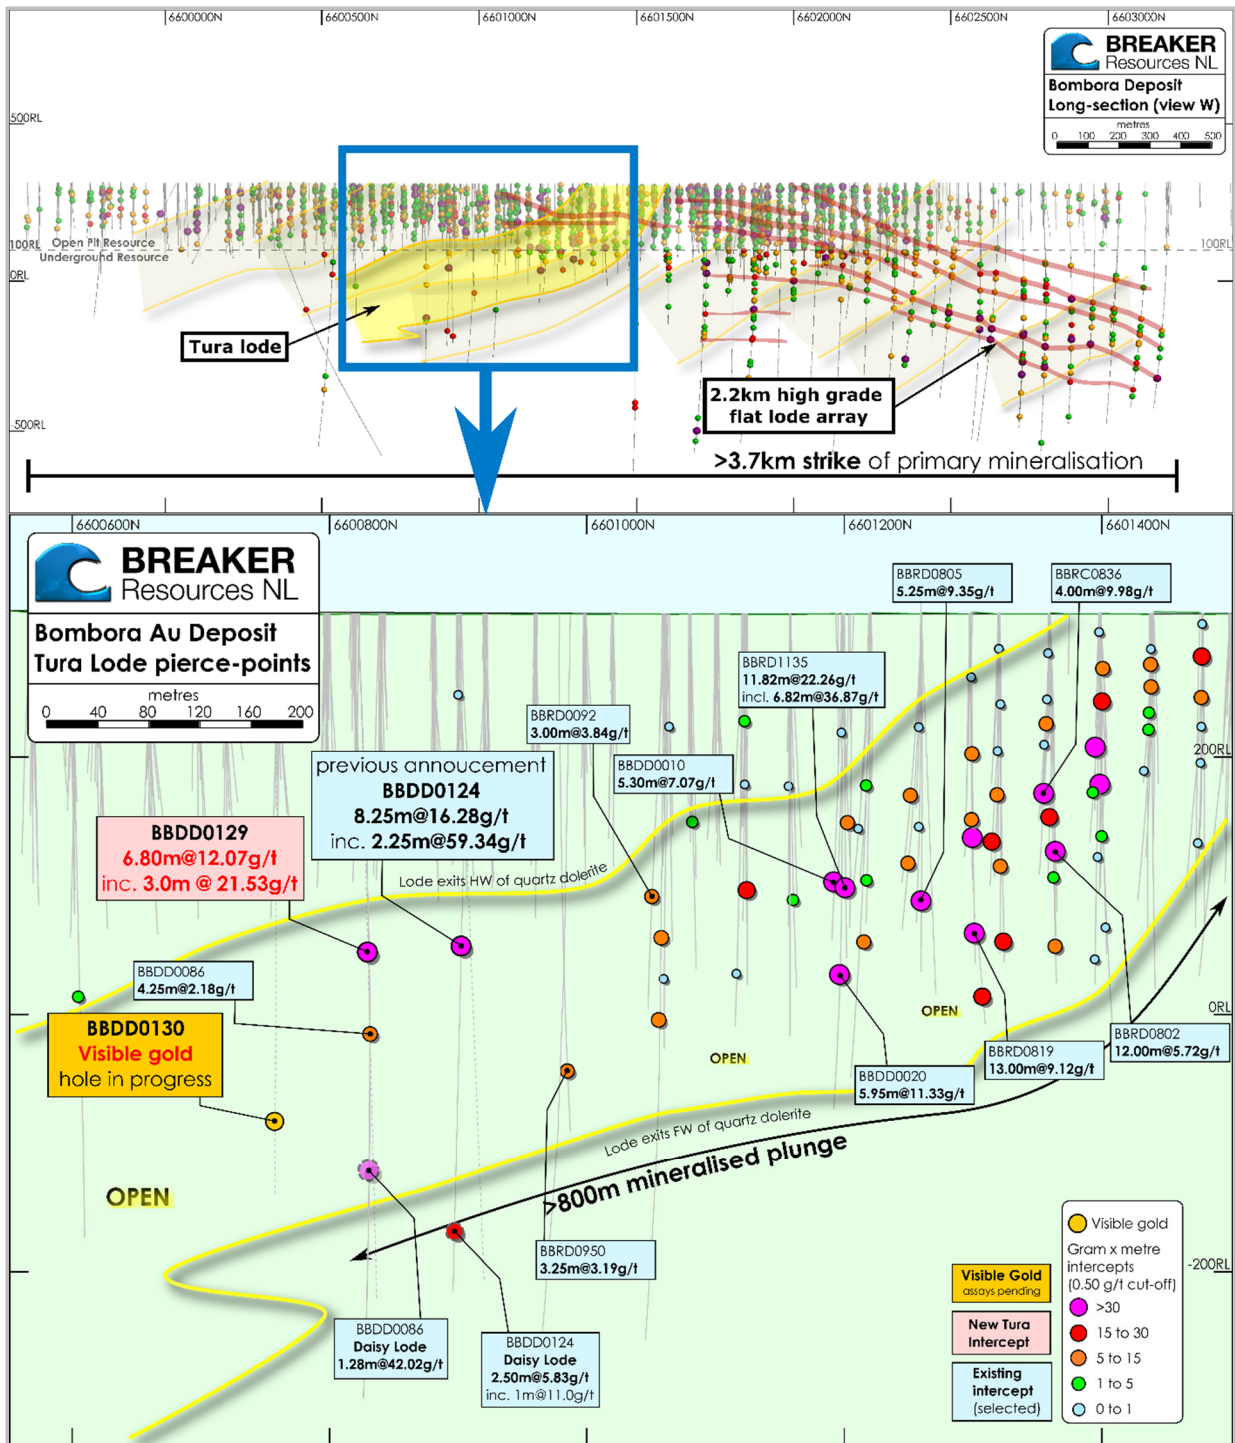 6600000N
6600500N
6601000N
6601500N
6602000N
6602500N
6603000N
BREAKER
Resources NL
Bombora Deposit
Long-section (view W)
metres
0 100 200 300 400 500
500RL
Open Pit Resource
100RL
100RL
Underground Resource
0RL
Tura lode
2.2km high grade
flat lode array
-500RL
>3.7km strike of primary mineralisation
6600600N
6600800N
6601000N
6601200N
6601400N
BREAKER
Resources NL
Bombora Au Deposit
Tura Lode pierce-points
metres
0 40 80 120 160 200
BBRD0805
5.25m@9.35g/t
BBRC0836
4.00m@9.98g/t
BBRD1135
11.82m@22.26g/t
incl. 6.82m@36.87g/t
BBRD0092
3.00m@3.84g/t
BBDD0010
5.30m@7.07g/t
200RL
previous annoucement
BBDD0124
8.25m@16.28g/t
inc. 2.25m@59.34g/t
BBDD0129
6.80m@12.07g/t
inc. 3.0m @ 21.53g/t
Lode exits HW of quartz dolerite
BBDD0086
4.25m@2.18g/t
BBDD0130
Visible gold
hole in progress
OPEN
0RL
OPEN
BBRD0802
12.00m@5.72g/t
BBRD0819
13.00m@9.12g/t
BBDD0020
5.95m@11.33g/t
Lode exits FW of quartz dolerite
>800m mineralised plunge
OPEN
BBRD0950
3.25m@3.19g/t
-200RL
BBDD0086
Daisy Lode
1.28m@42.02g/t
BBDD0124
Daisy Lode
2.50m@5.83g/t
inc. 1m@11.0g/t
Visible Gold
assays pending
New Tura
Intercept
Existing
intercept
(selected)
Visible gold
Gram x metre
intercepts
(0.50 g/t cut-off)
>30
15 to 30
5 to 15
1 to 5
0 to 1